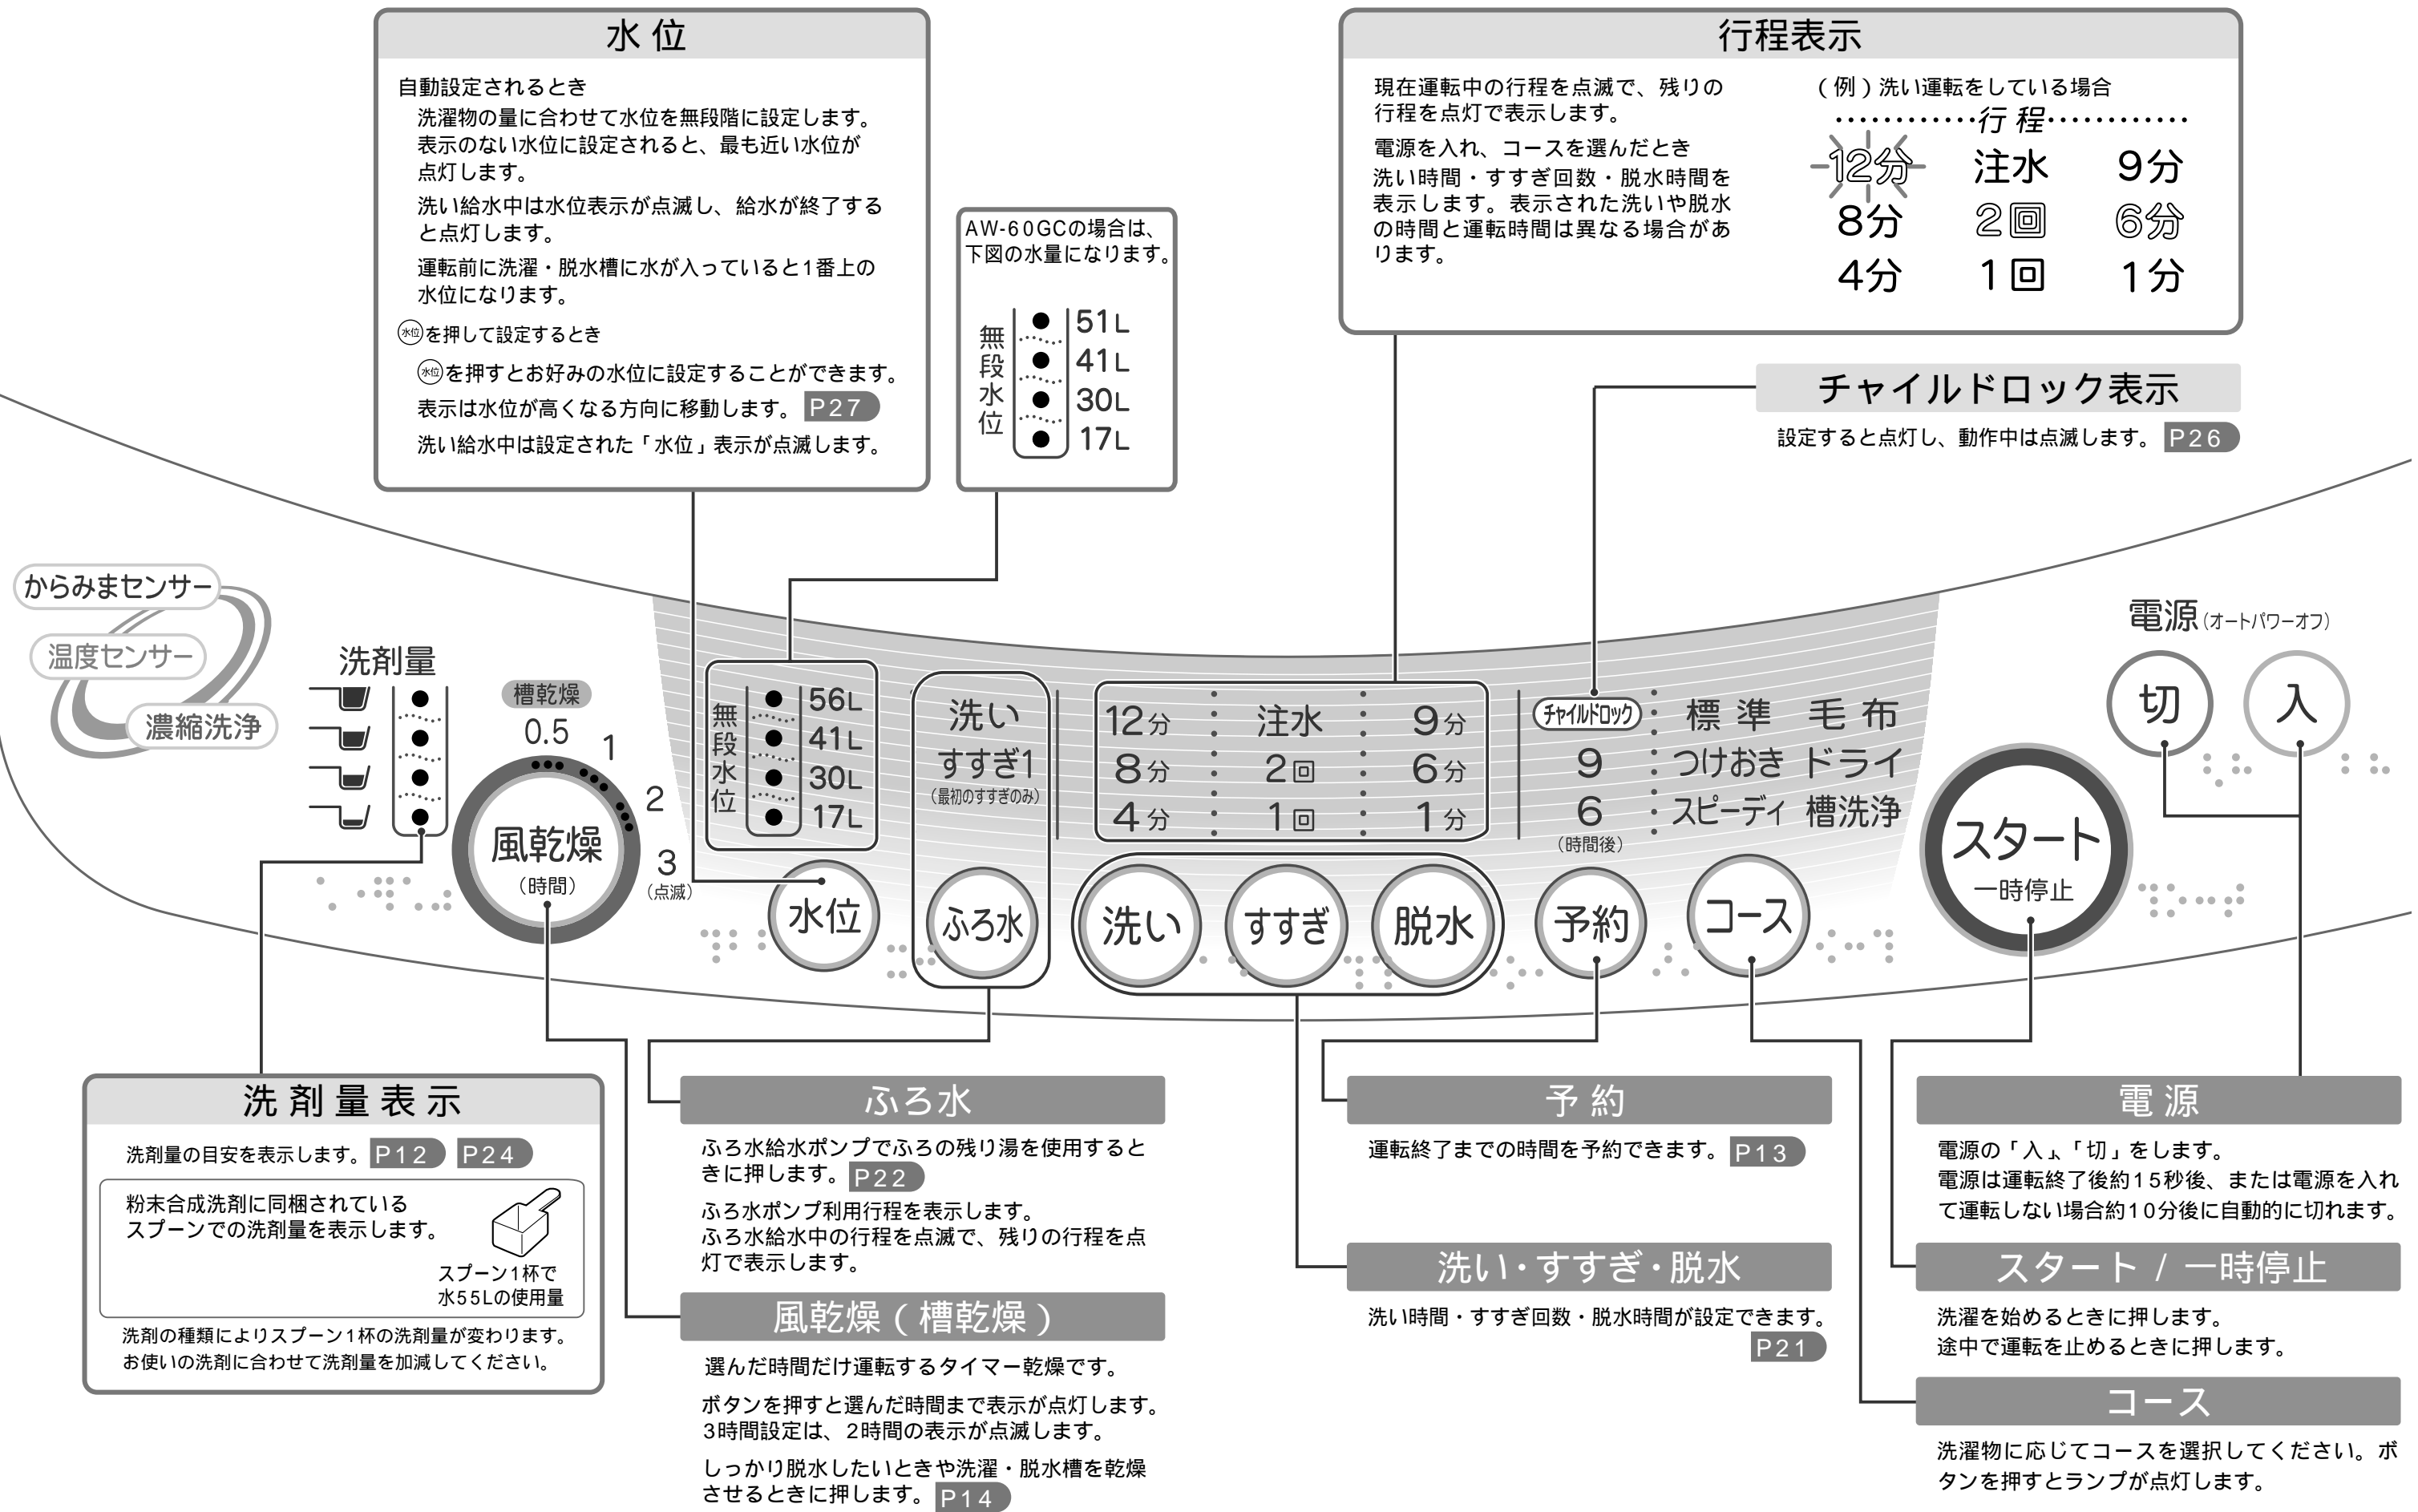 水位
自動設定されるとき
洗濯物の量に合わせて水位を無段階に設定します。
表示のない水位に設定されると、最も近い水位が
点灯します。
洗い給水中は水位表示が点滅し、給水が終了する
と点灯します。
運転前に洗濯・脱水槽に水が入っていると1番上の
水位になります。
水位を押して設定するとき
水位を押すとお好みの水位に設定することができます。
表示は水位が高くなる方向に移動します。 P27
洗い給水中は設定された「水位」表示が点滅します。
AW-60GCの場合は、
下図の水量になります。
無段水位
51L
41L
30L
17L
行程表示
現在運転中の行程を点滅で、残りの
行程を点灯で表示します。
電源を入れ、コースを選んだとき
洗い時間・すすぎ回数・脱水時間を
表示します。表示された洗いや脱水
の時間と運転時間は異なる場合があ
ります。
（例）洗い運転をしている場合
行程
12分 注水 9分
8分 2回 6分
4分 1回 1分
チャイルドロック表示
設定すると点灯し、動作中は点滅します。 P26
からみまセンサー
温度センサー
濃縮洗浄
洗剤量
槽乾燥
0.5
1
2
3
（点滅）
風乾燥
（時間）
無段水位
56L
41L
30L
17L
水位
洗い
すすぎ1
（最初のすすぎのみ）
ふろ水
12分 注水 9分
8分 2回 6分
4分 1回 1分
洗い
すすぎ
脱水
チャイルドロック
9
6
（時間後）
予約
標準 毛布
つけおき ドライ
スピーディ 槽洗浄
コース
スタート
一時停止
電源（オートパワーオフ）
切
入
洗剤量表示
洗剤量の目安を表示します。 P12 P24
粉末合成洗剤に同梱されている
スプーンでの洗剤量を表示します。
スプーン1杯で
水55Lの使用量
洗剤の種類によりスプーン1杯の洗剤量が変わります。
お使いの洗剤に合わせて洗剤量を加減してください。
ふろ水
ふろ水給水ポンプでふろの残り湯を使用すると
きに押します。 P22
ふろ水ポンプ利用行程を表示します。
ふろ水給水中の行程を点滅で、残りの行程を点
灯で表示します。
風乾燥（槽乾燥）
選んだ時間だけ運転するタイマー乾燥です。
ボタンを押すと選んだ時間まで表示が点灯します。
3時間設定は、2時間の表示が点滅します。
しっかり脱水したいときや洗濯・脱水槽を乾燥
させるときに押します。 P14
予約
運転終了までの時間を予約できます。 P13
洗い・すすぎ・脱水
洗い時間・すすぎ回数・脱水時間が設定できます。
P21
電源
電源の「入」、「切」をします。
電源は運転終了後約15秒後、または電源を入れ
て運転しない場合約10分後に自動的に切れます。
スタート / 一時停止
洗濯を始めるときに押します。
途中で運転を止めるときに押します。
コース
洗濯物に応じてコースを選択してください。ボ
タンを押すとランプが点灯します。